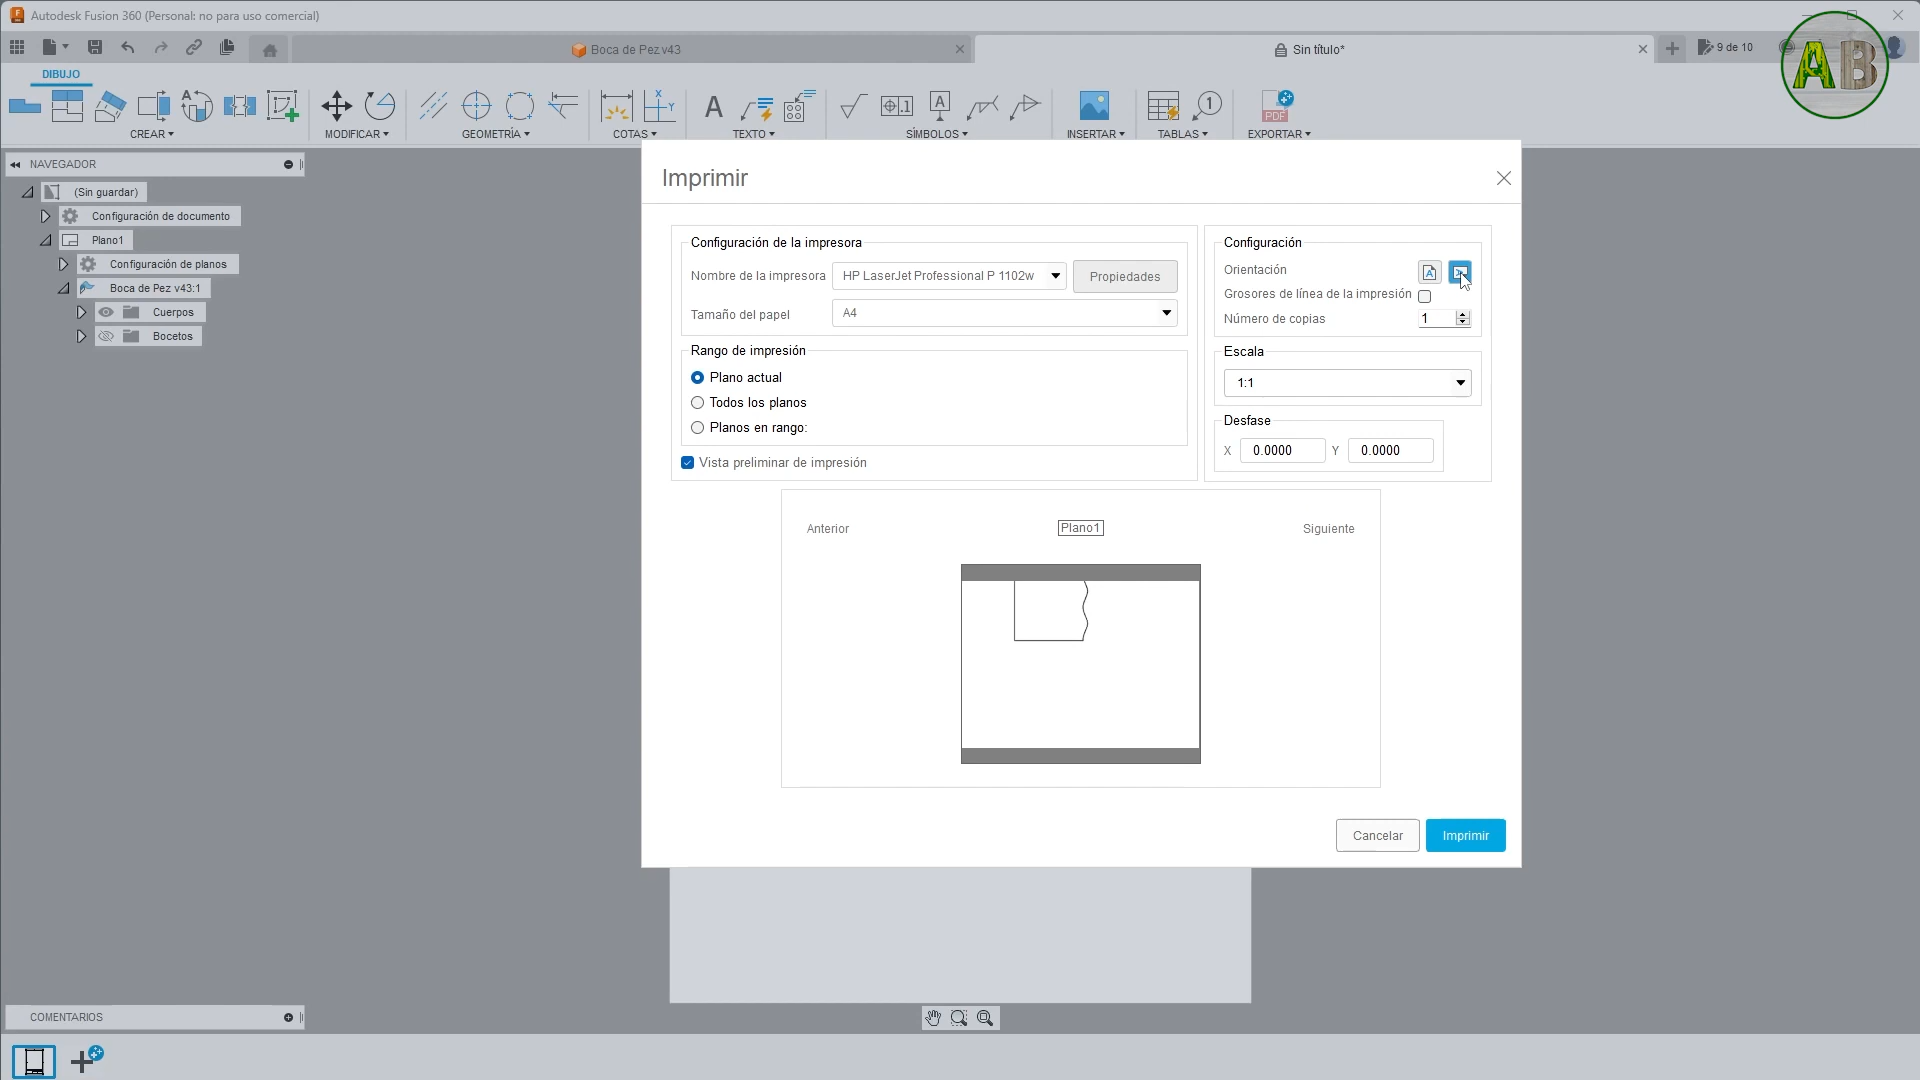 Autodesk Fusion 360 (Personal: no para uso comercial)
Boca de Pez v43
Sin título*
9 de 10
AB
DIBUJO
CREAR
MODIFICAR
GEOMETRÍA
COTAS
TEXTO
SÍMBOLOS
INSERTAR
TABLAS
PDF
EXPORTAR
NAVEGADOR
(Sin guardar)
Configuración de documento
Plano1
Configuración de planos
Boca de Pez v43:1
Cuerpos
Bocetos
Imprimir
Configuración de la impresora
Nombre de la impresora HP LaserJet Professional P 1102w Propiedades
Tamaño del papel A4
Rango de impresión
Plano actual
Todos los planos
Planos en rango:
Vista preliminar de impresión
Configuración
Orientación
Grosores de línea de la impresión
Número de copias 1
Escala
1:1
Desfase
X 0.0000 Y 0.0000
Anterior Plano1 Siguiente
Cancelar Imprimir
COMENTARIOS